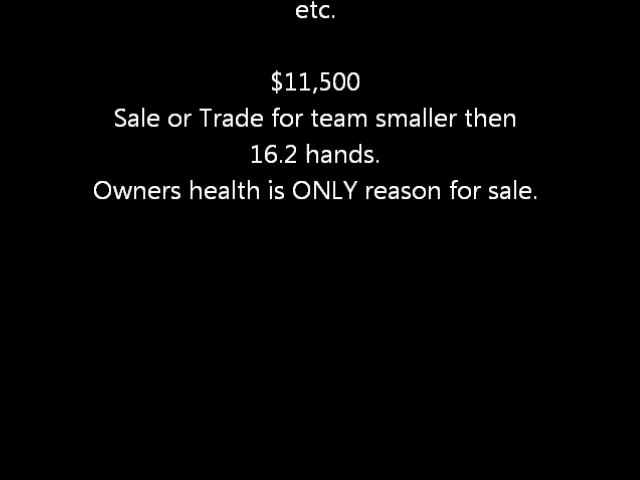 etc.
$11,500
Sale or Trade for team smaller then
16.2 hands.
Owners health is ONLY reason for sale.